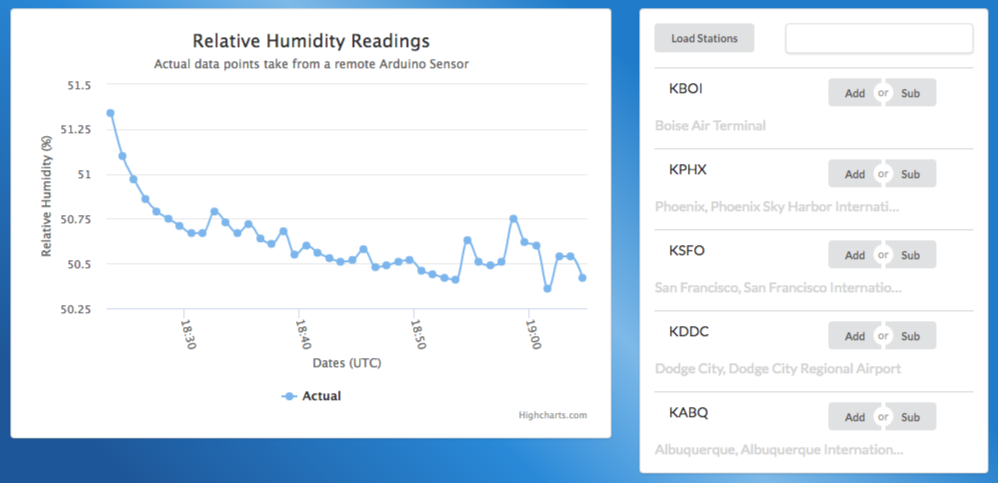 Relative Humidity Readings
Actual data points take from a remote Arduino Sensor
Relative Humidity (%)
51.5
51.25
51
50.75
50.5
50.25
18:30
18:40
18:50
19:00
Dates (UTC)
Actual
Highcharts.com
Load Stations
KBOI
Add or Sub
Boise Air Terminal
KPHX
Add or Sub
Phoenix, Phoenix Sky Harbor Internati...
KSFO
Add or Sub
San Francisco, San Francisco Internatio...
KDDC
Add or Sub
Dodge City, Dodge City Regional Airport
KABQ
Add or Sub
Albuquerque, Albuquerque Internation...